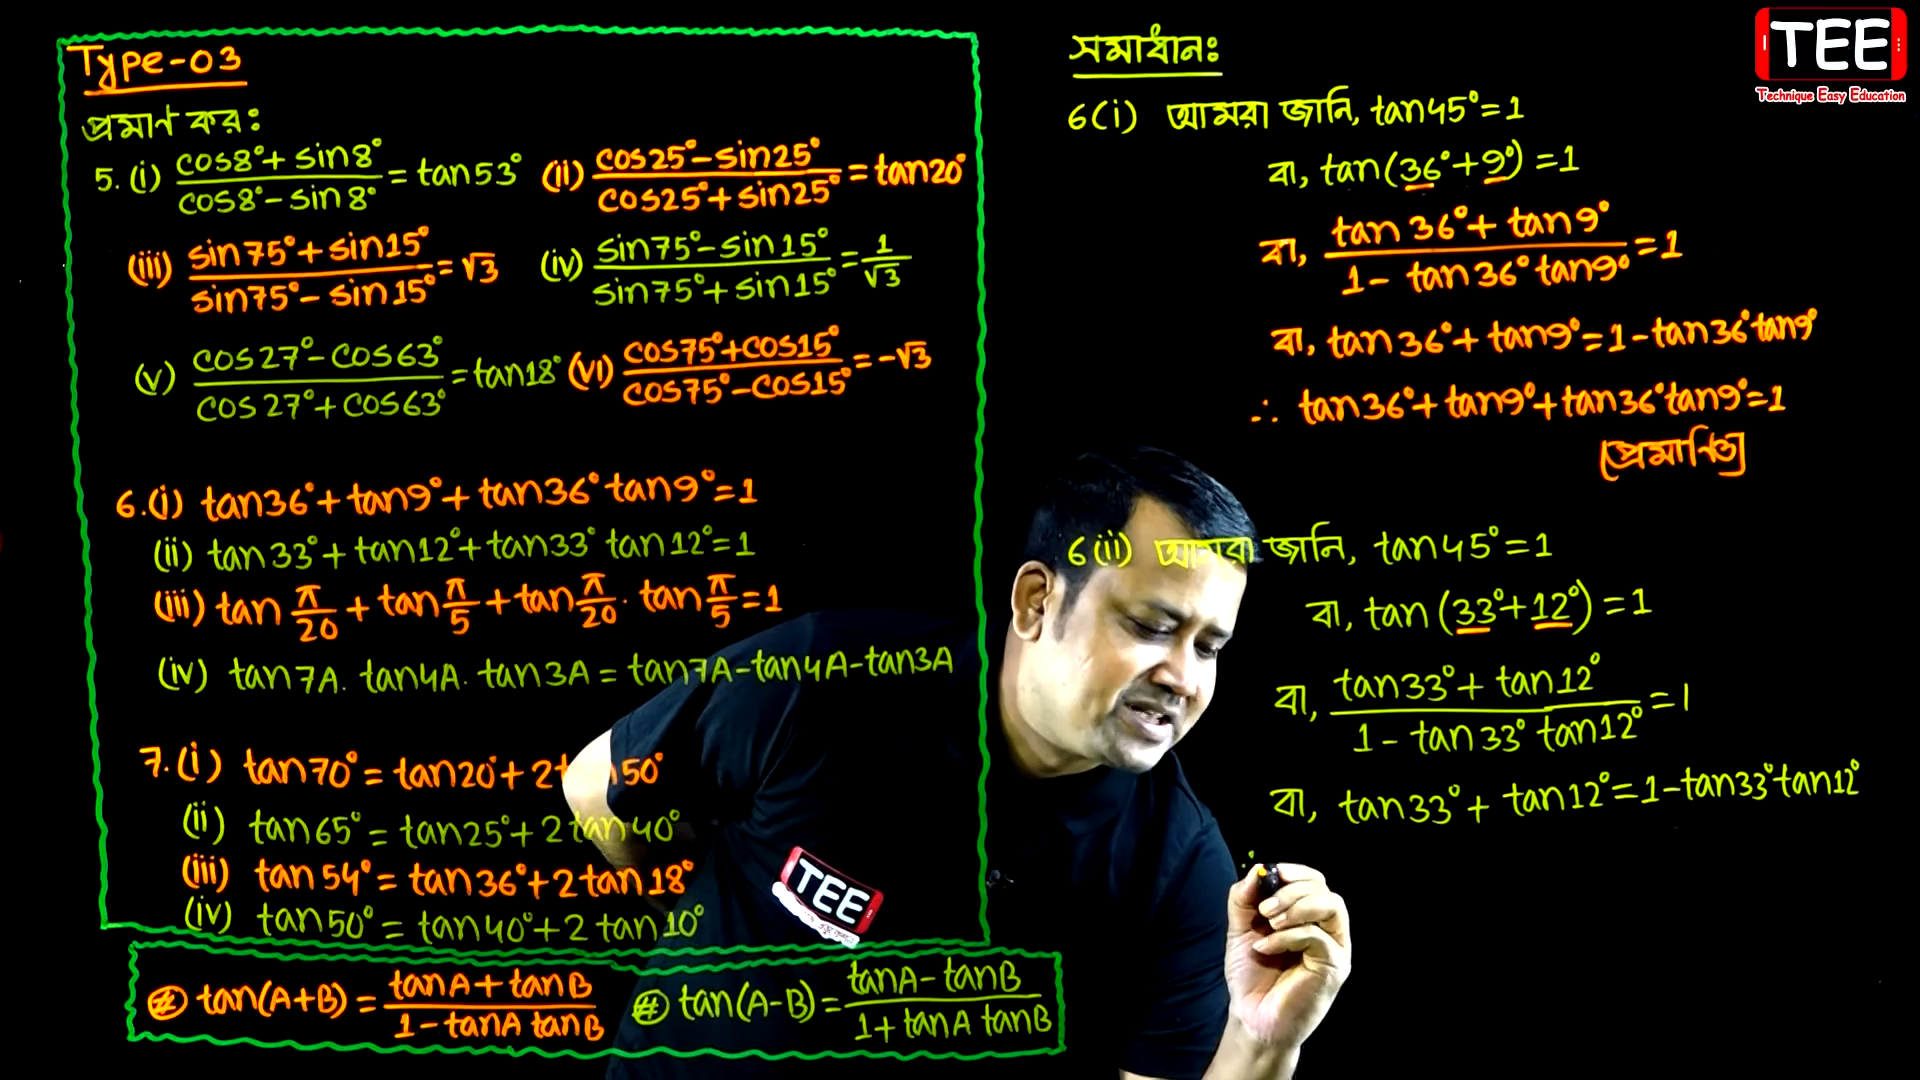 Type-03
প্রমাণ কর:
5. (i) (cos8°+ sin8°)/(cos8°- sin8°) = tan53° (ii) (cos25°-sin25°)/(cos25°+sin25°) = tan20°
(iii) (sin75°+sin15°)/(sin75°- sin15°) = √3 (iv) (sin75°-sin15°)/(sin75°+sin15°) = 1/√3
(v) (cos27°-cos63°)/(cos27°+cos63°) = tan18° (vi) (cos75°+cos15°)/(cos75°-cos15°) = -√3
6.(i) tan36°+tan9°+tan36° tan9°=1
(ii) tan33°+tan12°+tan33° tan12°=1
(iii) tan π/20 + tan π/5 + tan π/20 . tan π/5 = 1
(iv) tan7A. tan4A. tan3A = tan7A-tan4A-tan3A
7.(i) tan70° = tan20°+2t 50°
(ii) tan65° = tan25°+2tan40°
(iii) tan54° = tan36°+2tan18°
(iv) tan50° = tan40°+2 tan10°
# tan(A+B) = (tanA+tanB)/(1-tanA tanB) # tan(A-B) = (tanA-tanB)/(1+tanA tanB)
সমাধানঃ
6(i) আমরা জানি, tan45°=1
বা, tan(36°+9°)=1
বা, (tan36°+tan9°)/(1- tan36° tan9°) = 1
বা, tan36°+tan9°=1-tan36°tan9°
∴ tan36°+tan9°+tan36°tan9°=1
[প্রমাণিত]
6(ii) আমরা জানি, tan45°=1
বা, tan(33°+12°)=1
বা, (tan33°+tan12°)/(1-tan33° tan12°) = 1
বা, tan33°+tan12°=1-tan33°tan12°
TEE
Technique Easy Education
TEE